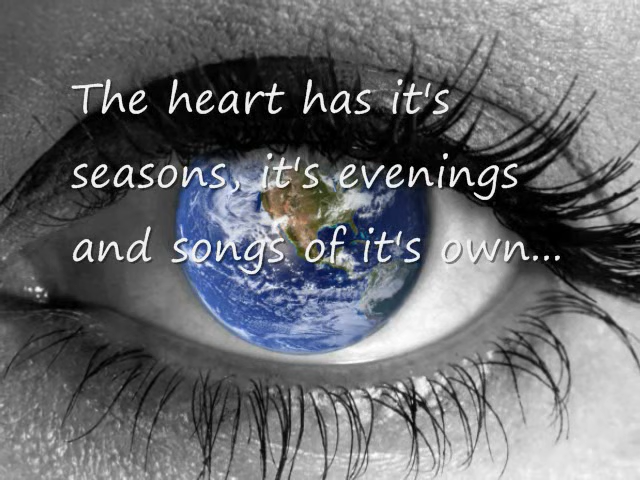 The heart has it's
seasons, it's evenings
and songs of it's own...